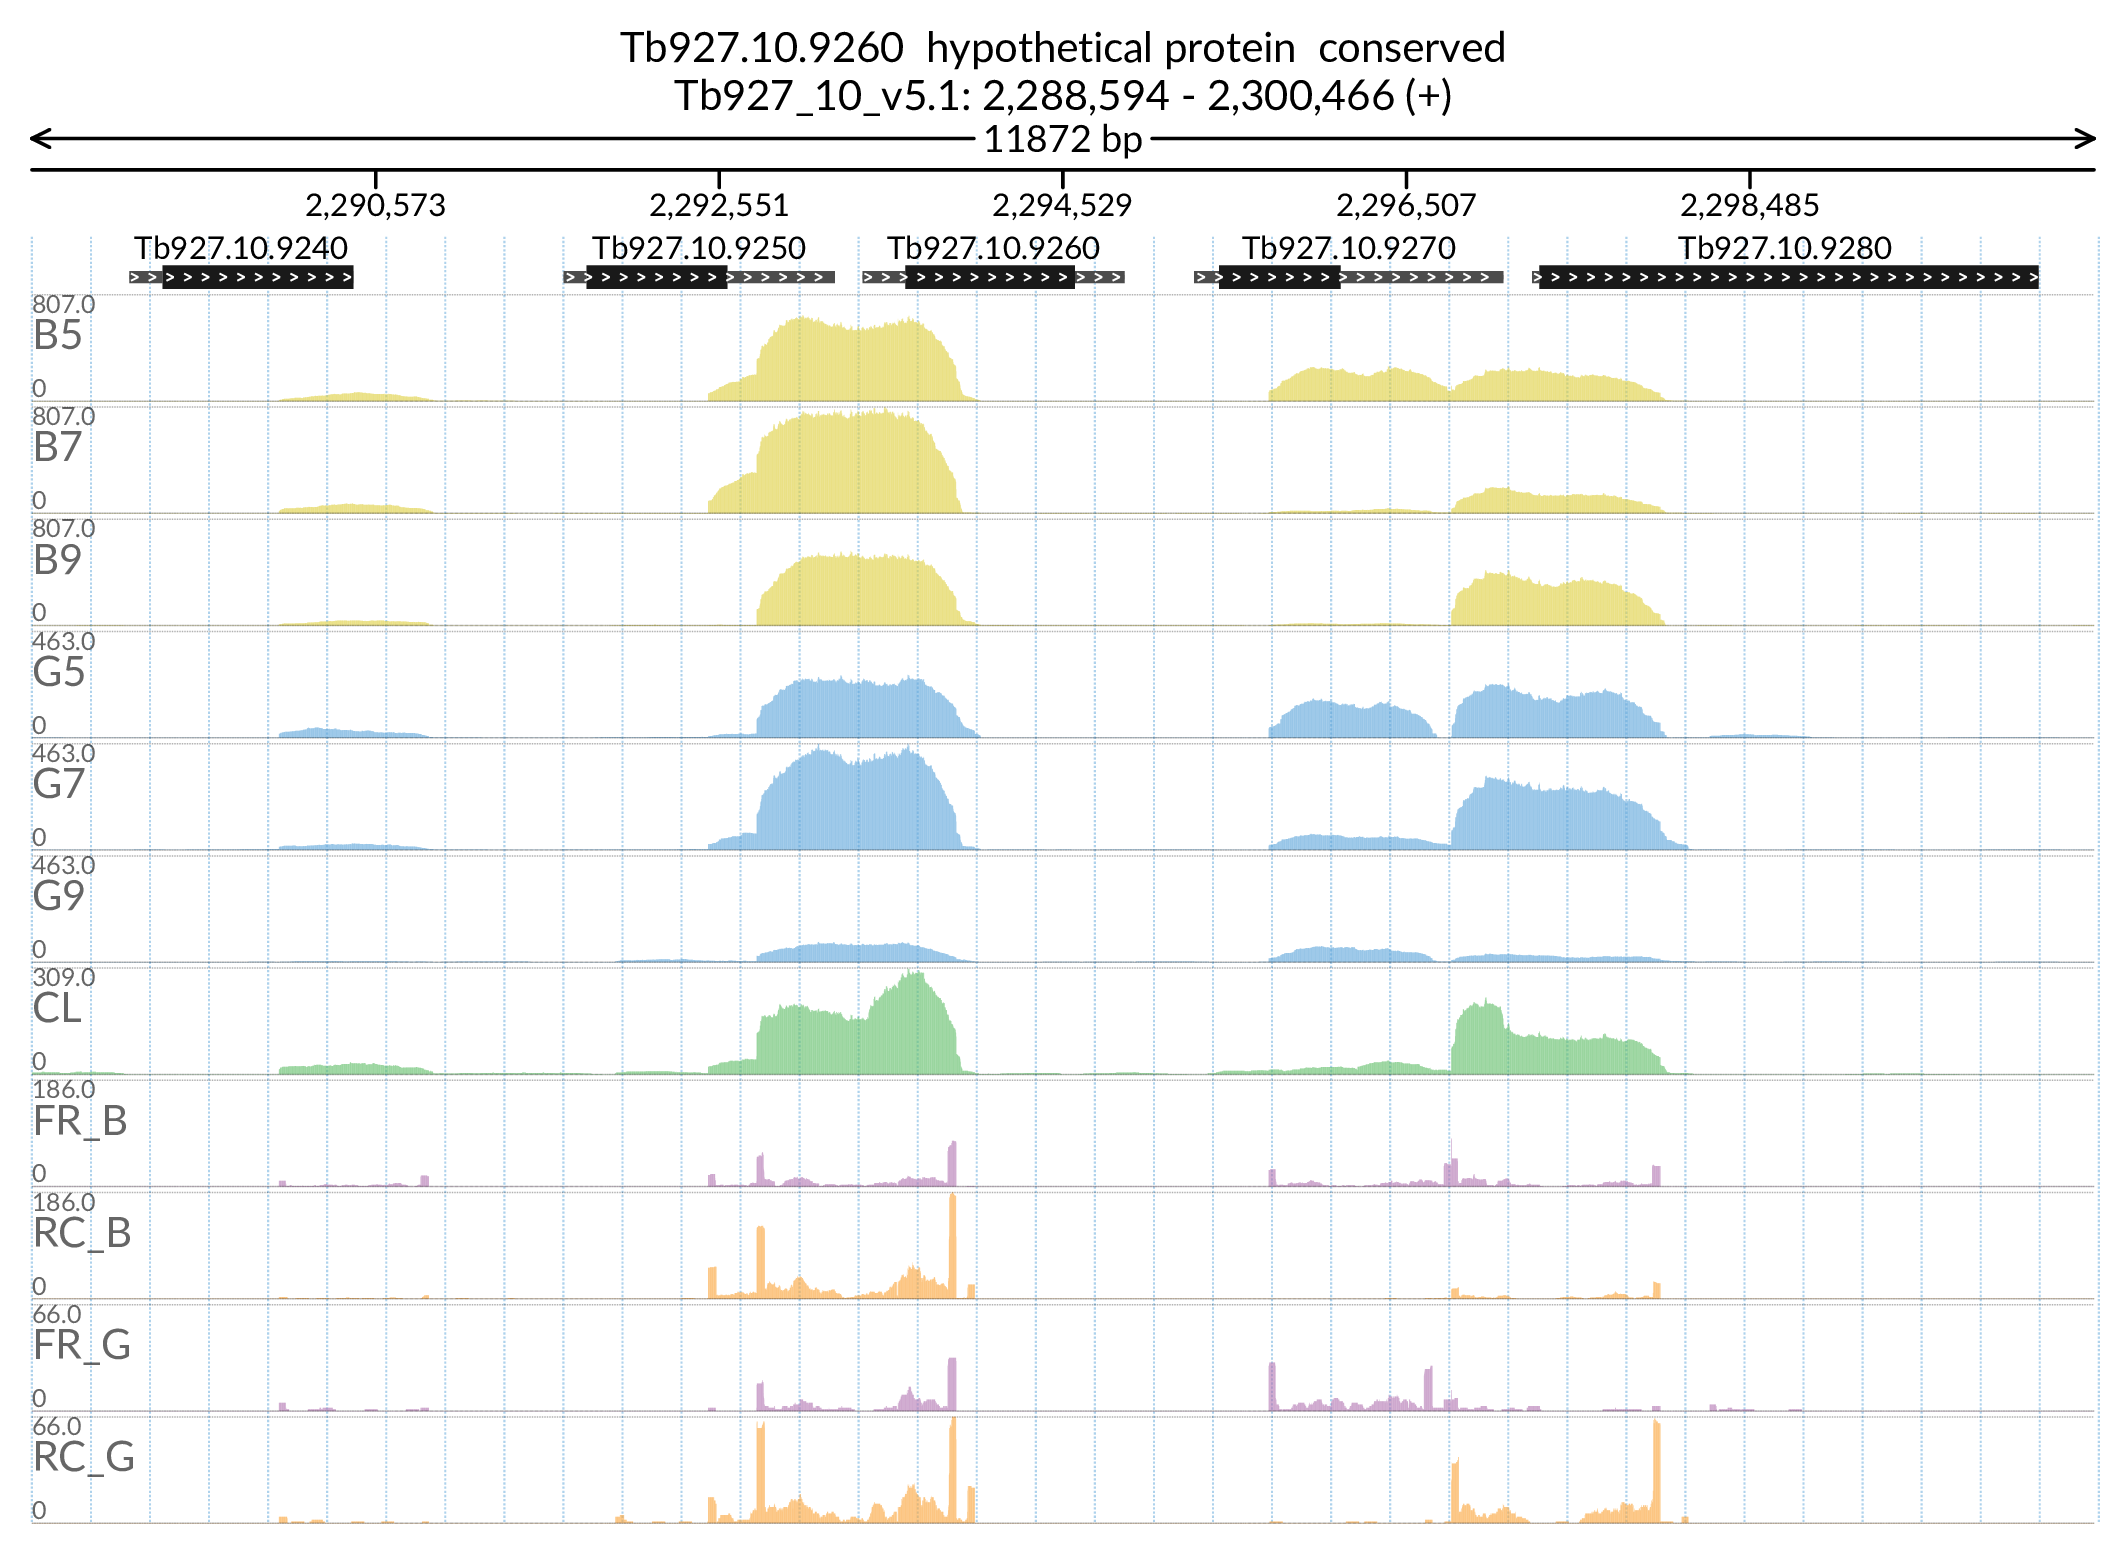 Tb927.10.9260  hypothetical protein  conserved
Tb927_10_v5.1: 2,288,594 - 2,300,466 (+)
11872 bp
2,290,573 2,292,551 2,294,529 2,296,507 2,298,485
Tb927.10.9240 Tb927.10.9250 Tb927.10.9260 Tb927.10.9270 Tb927.10.9280
807.0
B5
0
807.0
B7
0
807.0
B9
0
463.0
G5
0
463.0
G7
0
463.0
G9
0
309.0
CL
0
186.0
FR_B
0
186.0
RC_B
0
66.0
FR_G
0
66.0
RC_G
0